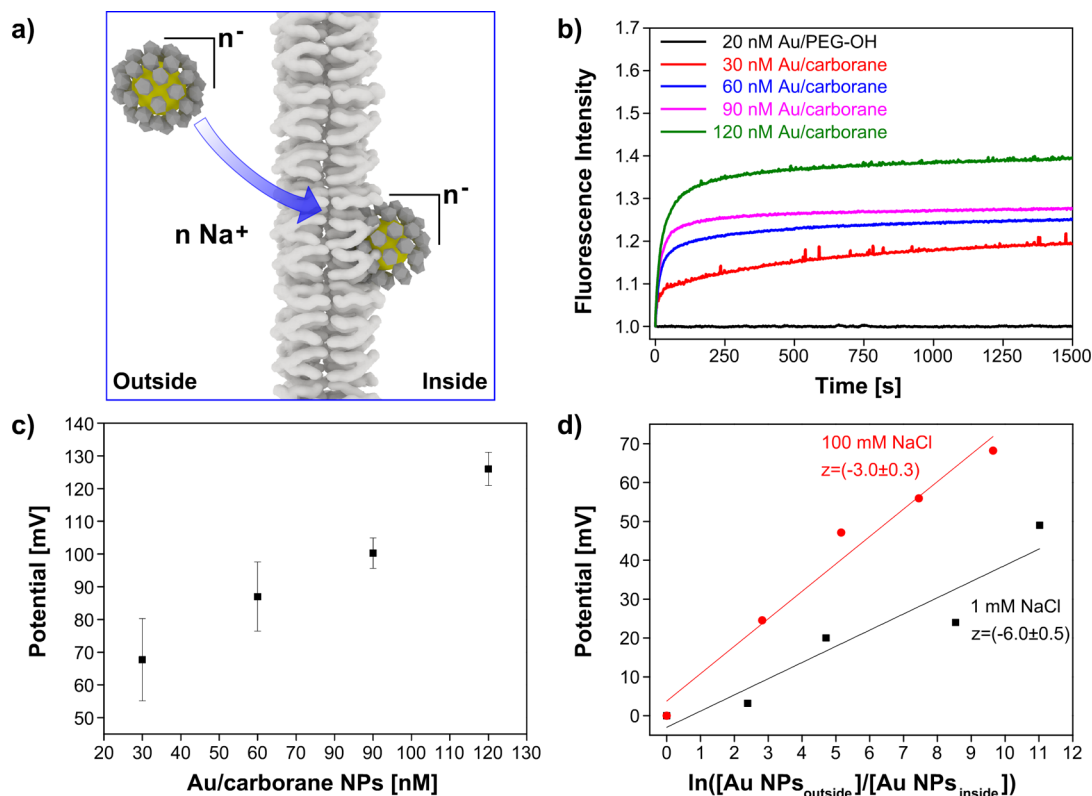 a)
n-
n-
n Na+
Outside
Inside
b)
Fluorescence Intensity
1.7
1.6
1.5
1.4
1.3
1.2
1.1
1.0
20 nM Au/PEG-OH
30 nM Au/carborane
60 nM Au/carborane
90 nM Au/carborane
120 nM Au/carborane
0 250 500 750 1000 1250 1500
Time [s]
c)
Potential [mV]
140
130
120
110
100
90
80
70
60
50
20 30 40 50 60 70 80 90 100 110 120 130
Au/carborane NPs [nM]
d)
Potential [mV]
70
60
50
40
30
20
10
0
100 mM NaCl
z=(-3.0±0.3)
1 mM NaCl
z=(-6.0±0.5)
0 1 2 3 4 5 6 7 8 9 10 11 12
ln([Au NPsoutside]/[Au NPsinside])